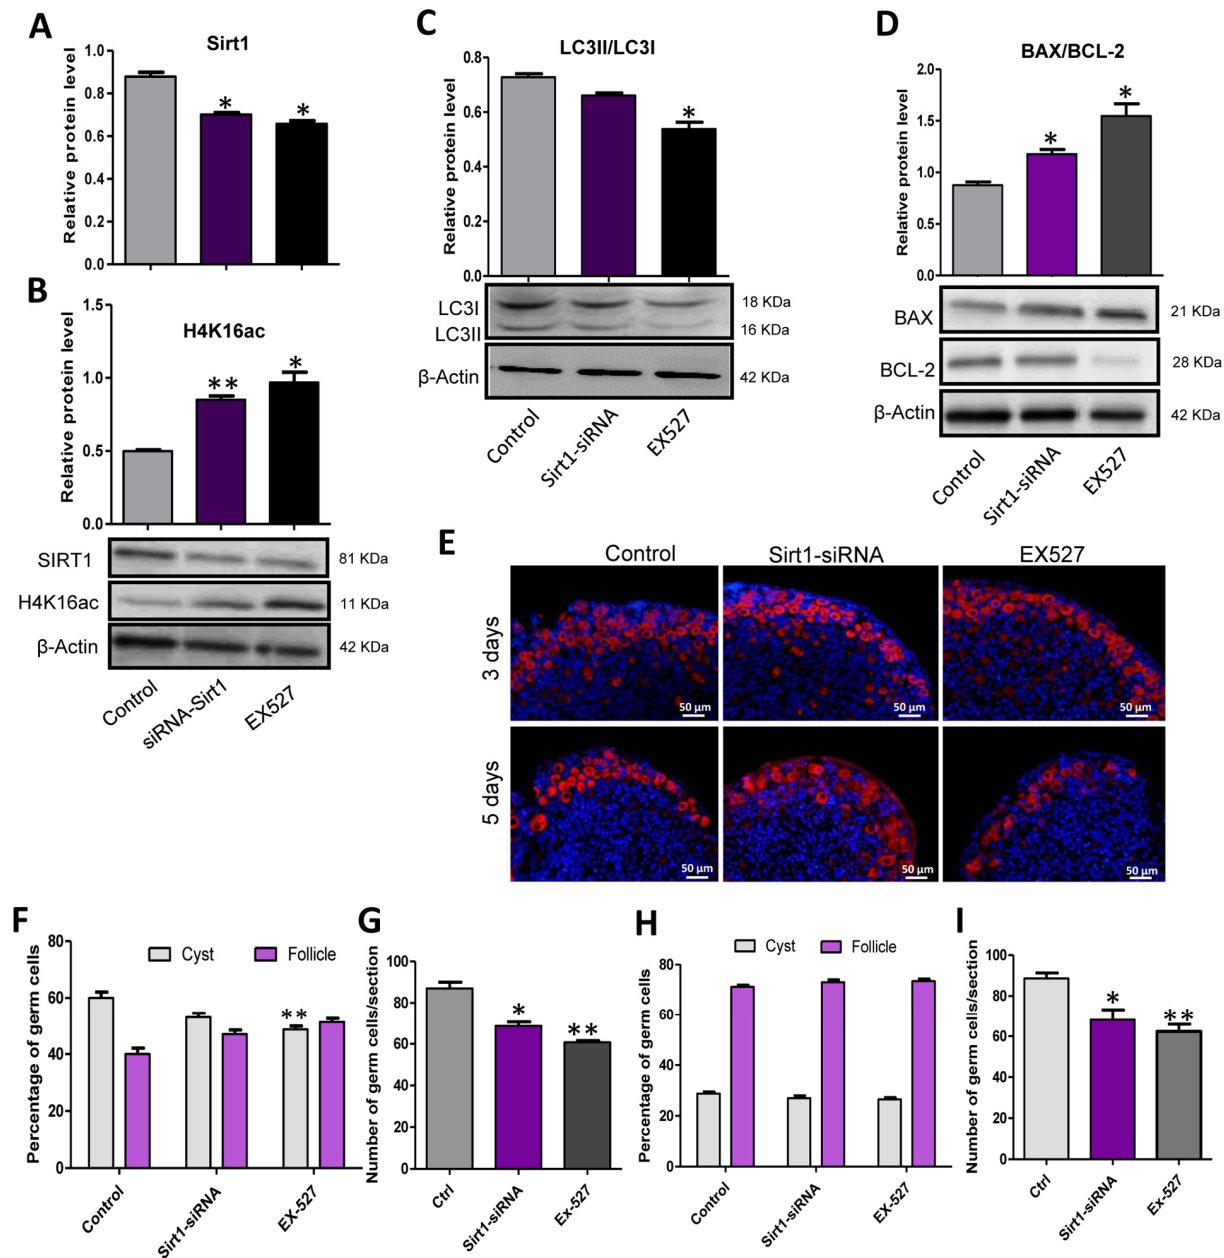 A
Sirt1
Relative protein level
1.0
0.8
0.6
0.4
0.2
0.0
*
*
B
H4K16ac
Relative protein level
1.5
1.0
0.5
0.0
**
*
SIRT1
81 KDa
H4K16ac
11 KDa
β-Actin
42 KDa
Control
siRNA-Sirt1
EX527
C
LC3II/LC3I
Relative protein level
0.8
0.6
0.4
0.2
0.0
*
LC3I
18 KDa
LC3II
16 KDa
β-Actin
42 KDa
Control
Sirt1-siRNA
EX527
D
BAX/BCL-2
Relative protein level
2.0
1.5
1.0
0.5
0.0
*
*
BAX
21 KDa
BCL-2
28 KDa
β-Actin
42 KDa
Control
Sirt1-siRNA
EX527
E
Control
Sirt1-siRNA
EX527
3 days
50 μm
50 μm
50 μm
5 days
50 μm
50 μm
50 μm
F
Percentage of germ cells
80
60
40
20
0
Cyst
Follicle
**
Control
Sirt1-siRNA
EX-527
G
Number of germ cells/section
100
80
60
40
20
0
*
**
Ctrl
Sirt1-siRNA
Ex-527
H
Percentage of germ cells
80
60
40
20
0
Cyst
Follicle
Control
Sirt1-siRNA
EX-527
I
Number of germ cells/section
100
80
60
40
20
0
*
**
Ctrl
Sirt1-siRNA
Ex-527